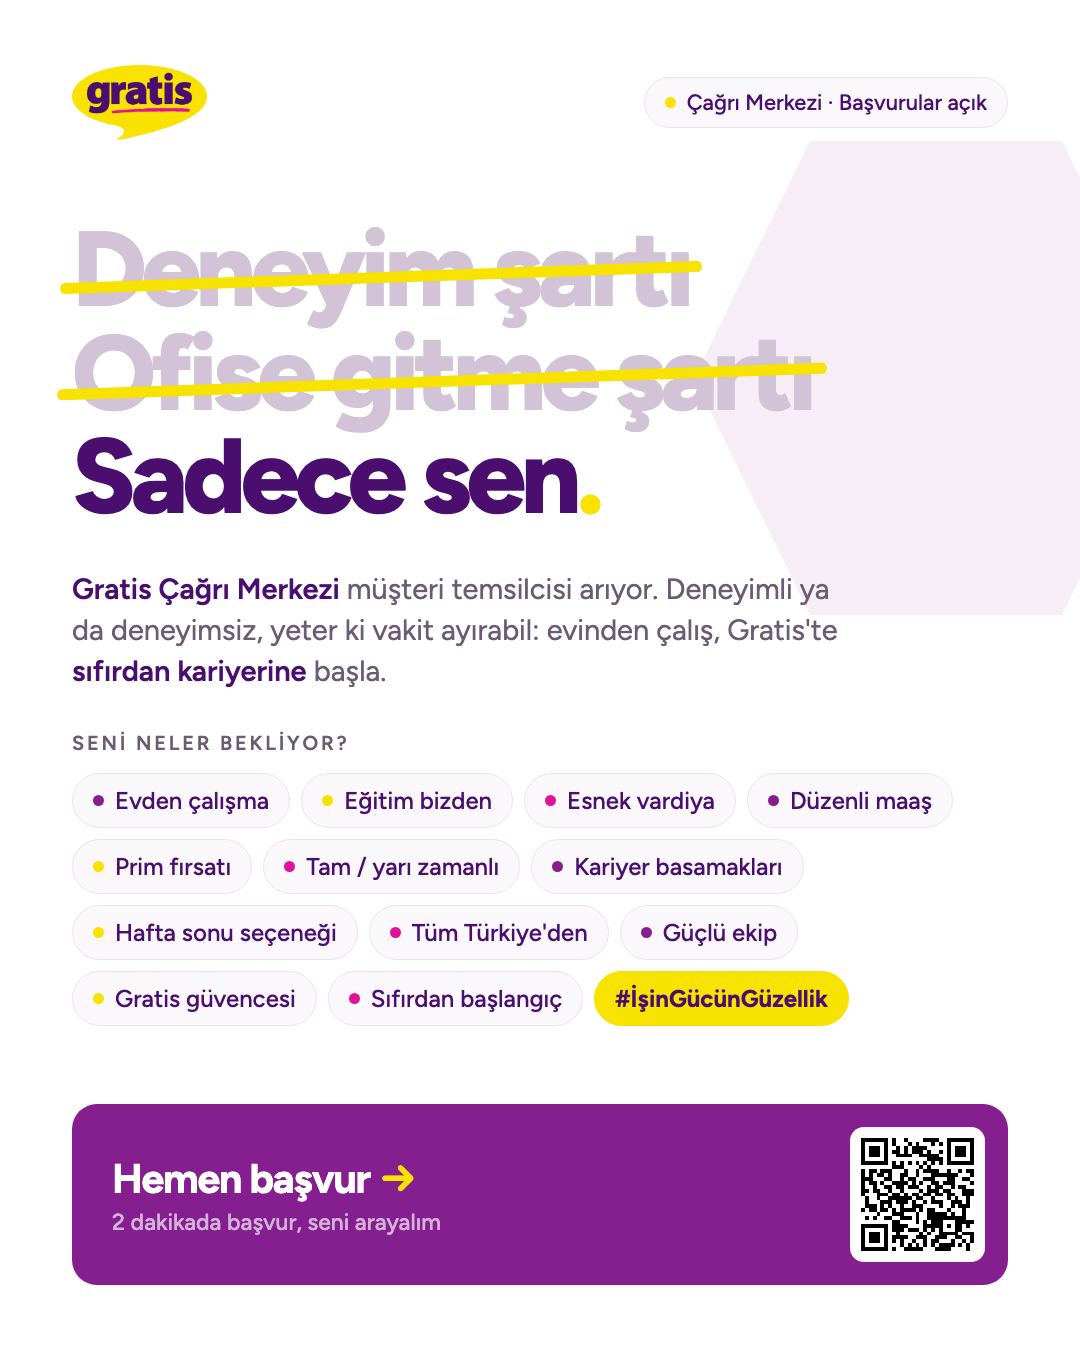 gratis
Çağrı Merkezi · Başvurular açık
Deneyim şartı
Ofise gitme şartı
Sadece sen.
Gratis Çağrı Merkezi müşteri temsilcisi arıyor. Deneyimli ya
da deneyimsiz, yeter ki vakit ayırabil: evinden çalış, Gratis'te
sıfırdan kariyerine başla.
SENİ NELER BEKLİYOR?
Evden çalışma
Eğitim bizden
Esnek vardiya
Düzenli maaş
Prim fırsatı
Tam / yarı zamanlı
Kariyer basamakları
Hafta sonu seçeneği
Tüm Türkiye'den
Güçlü ekip
Gratis güvencesi
Sıfırdan başlangıç
#İşinGücünGüzellik
Hemen başvur →
2 dakikada başvur, seni arayalım